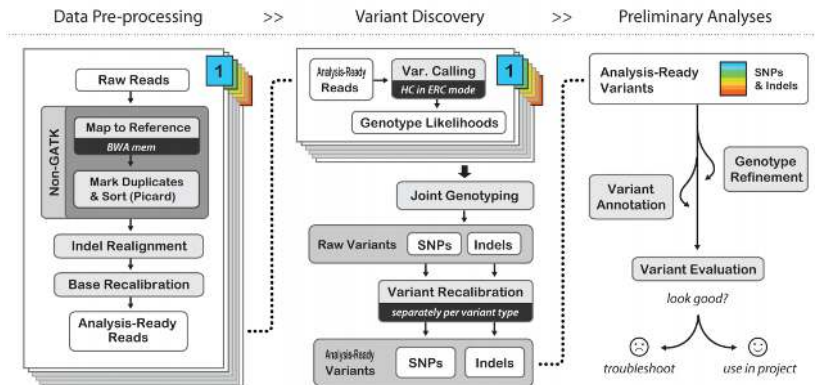 Data Pre-processing >> Variant Discovery >> Preliminary Analyses
1
Raw Reads
Non-GATK
Map to Reference
BWA mem
Mark Duplicates
& Sort (Picard)
Indel Realignment
Base Recalibration
Analysis-Ready
Reads
1
Analysis-Ready
Reads
Var. Calling
HC in ERC mode
Genotype Likelihoods
Joint Genotyping
Raw Variants
SNPs
Indels
Variant Recalibration
separately per variant type
Analysis-Ready
Variants
SNPs
Indels
Analysis-Ready
Variants
SNPs
& Indels
Genotype
Refinement
Variant
Annotation
Variant Evaluation
look good?
troubleshoot
use in project